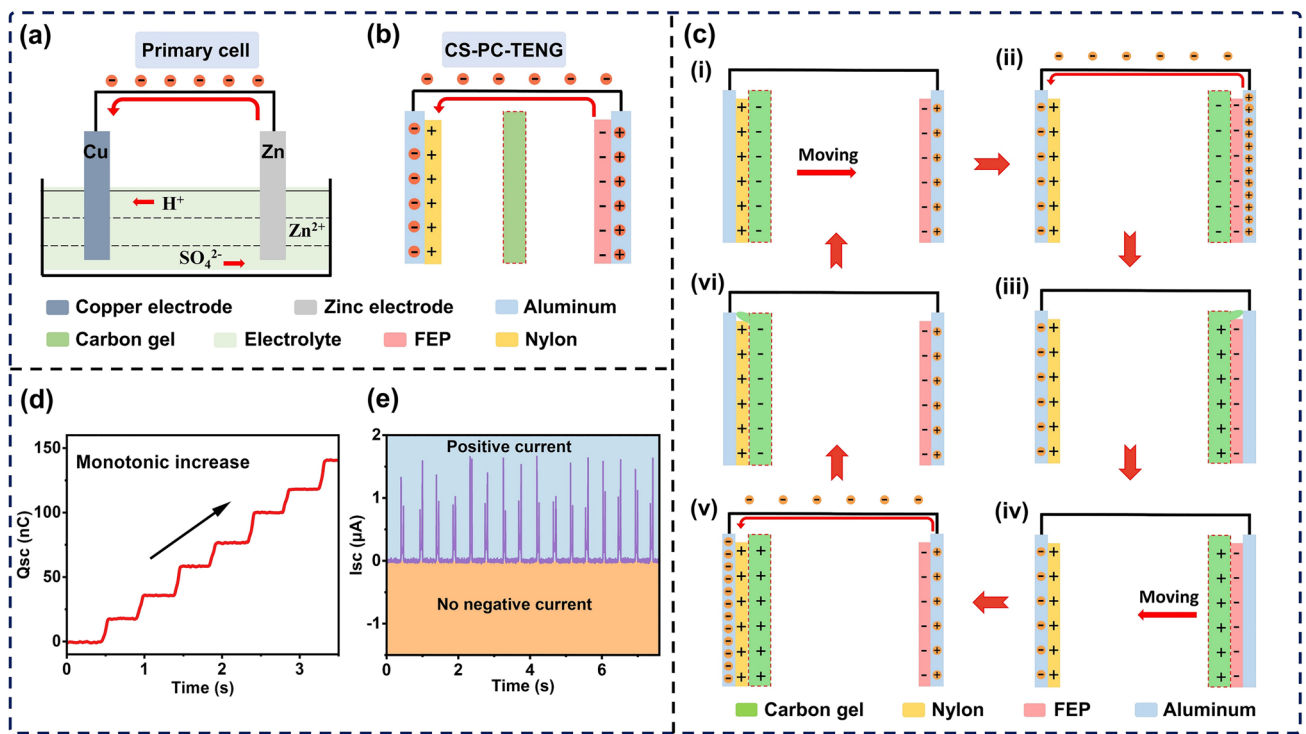 (a)
Primary cell
Cu
Zn
H⁺
Zn²⁺
SO₄²⁻
(b)
CS-PC-TENG
Copper electrode
Zinc electrode
Aluminum
Carbon gel
Electrolyte
FEP
Nylon
(c)
(i)
Moving
(ii)
(vi)
(iii)
(v)
(iv)
Moving
Carbon gel
Nylon
FEP
Aluminum
(d)
150
100
50
0
Qsc (nC)
Monotonic increase
0
1
2
3
Time (s)
(e)
2
1
0
-1
Isc (µA)
Positive current
No negative current
0
2
4
6
Time (s)